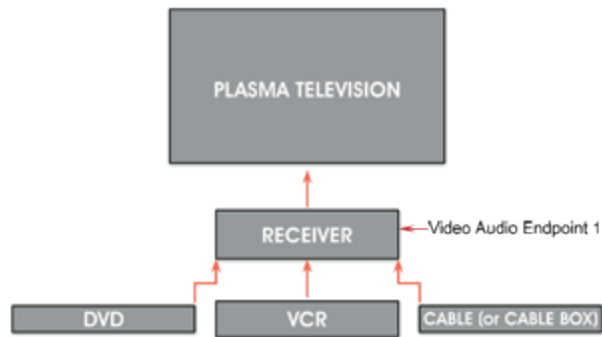 PLASMA TELEVISION
RECEIVER
Video Audio Endpoint 1
DVD
VCR
CABLE (or CABLE BOX)